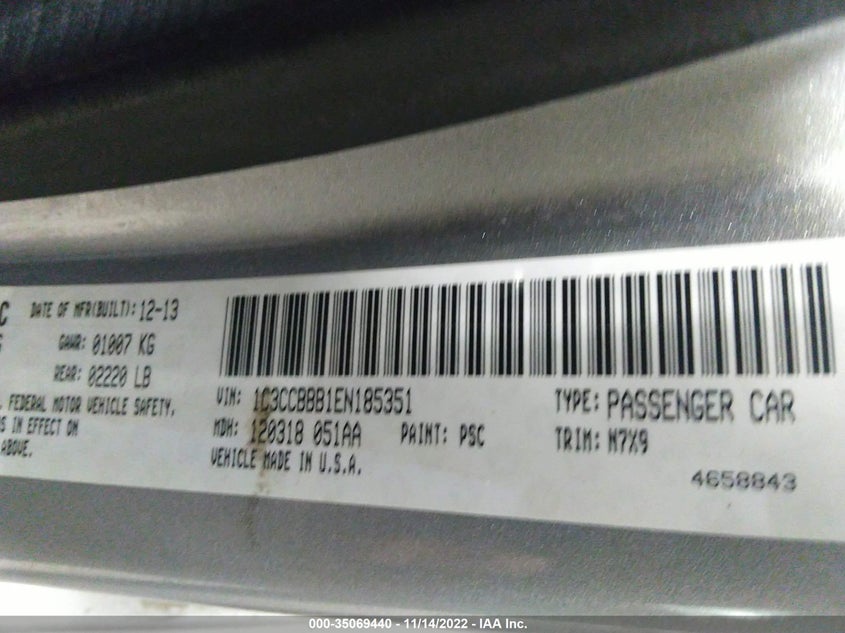 C DATE OF MFR(BUILT): 12-13
GAWR: 01007 KG
REAR: 02220 LB
. FEDERAL MOTOR VEHICLE SAFETY,
S IN EFFECT ON
ABOVE.
VIN: 1C3CCBBB1EN185351 TYPE: PASSENGER CAR
MDH: 120318 051AA PAINT: PSC TRIM: N7X9
VEHICLE MADE IN U.S.A.
4658843
000-35069440 - 11/14/2022 - IAA Inc.